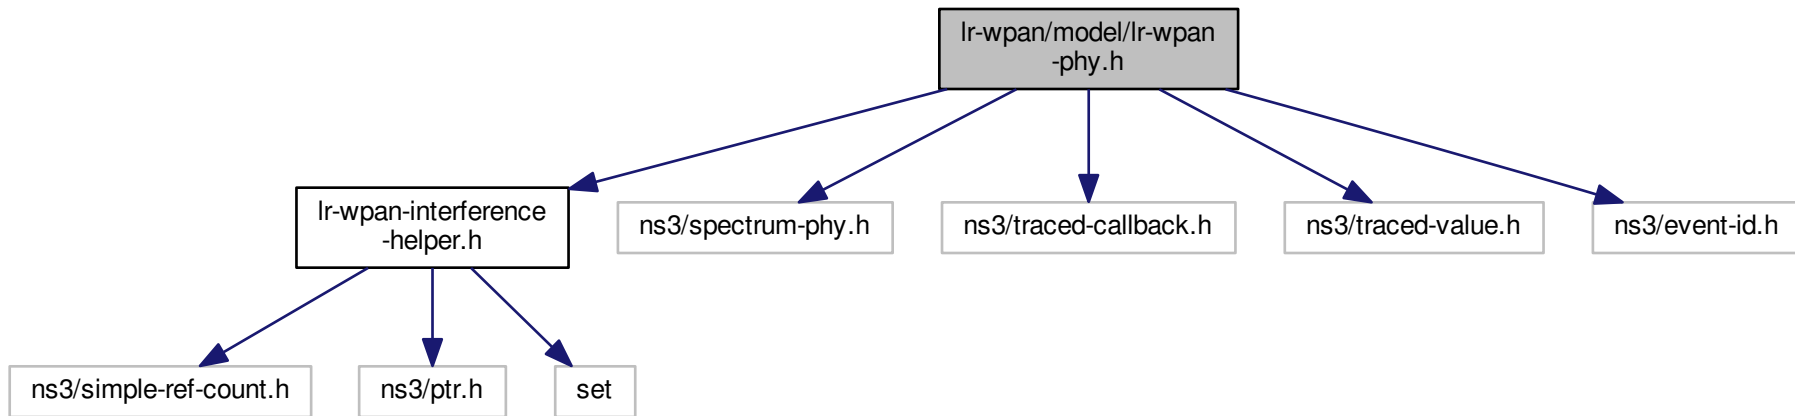 lr-wpan/model/lr-wpan
-phy.h
lr-wpan-interference
-helper.h
ns3/spectrum-phy.h
ns3/traced-callback.h
ns3/traced-value.h
ns3/event-id.h
ns3/simple-ref-count.h
ns3/ptr.h
set